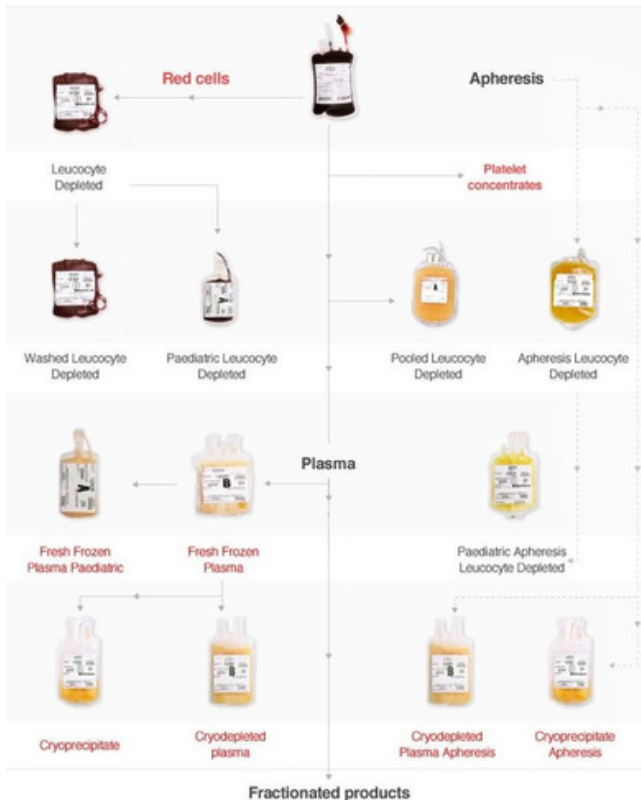 Red cells
Apheresis
Leucocyte
Depleted
Platelet
concentrates
A
Washed Leucocyte
Depleted
Paediatric Leucocyte
Depleted
Pooled Leucocyte
Depleted
Apheresis Leucocyte
Depleted
Plasma
B
Fresh Frozen
Plasma Paediatric
Fresh Frozen
Plasma
Paediatric Apheresis
Leucocyte Depleted
B
B
Cryoprecipitate
Cryodepleted
plasma
Cryodepleted
Plasma Apheresis
Cryoprecipitate
Apheresis
Fractionated products